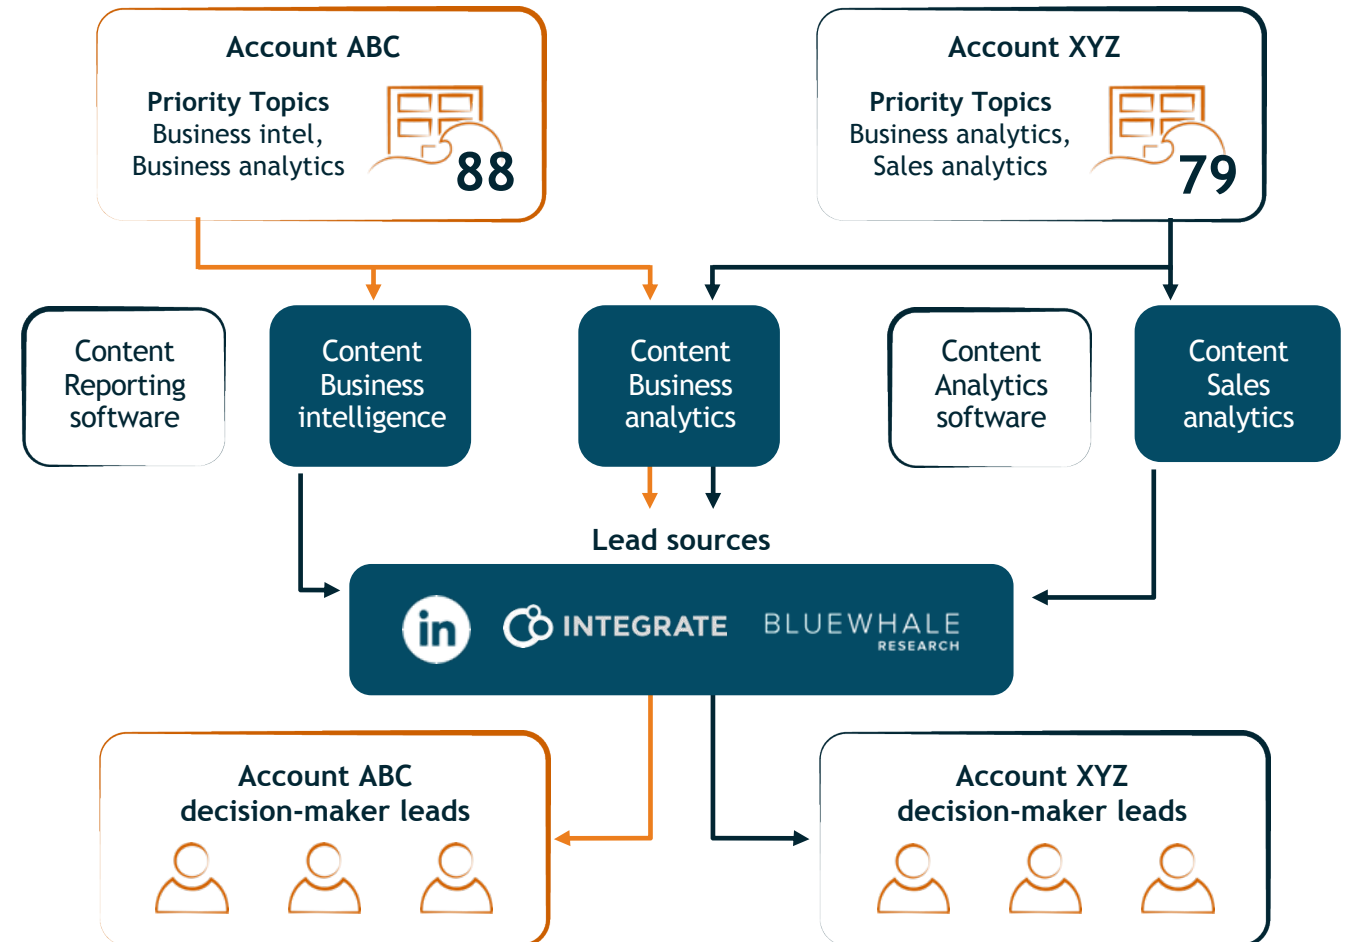 Account ABC
Priority Topics
Business intel,
Business analytics
88
Account XYZ
Priority Topics
Business analytics,
Sales analytics
79
Content
Reporting
software
Content
Business
intelligence
Content
Business
analytics
Content
Analytics
software
Content
Sales
analytics
Lead sources
in
INTEGRATE
BLUEWHALE
RESEARCH
Account ABC
decision-maker leads
Account XYZ
decision-maker leads